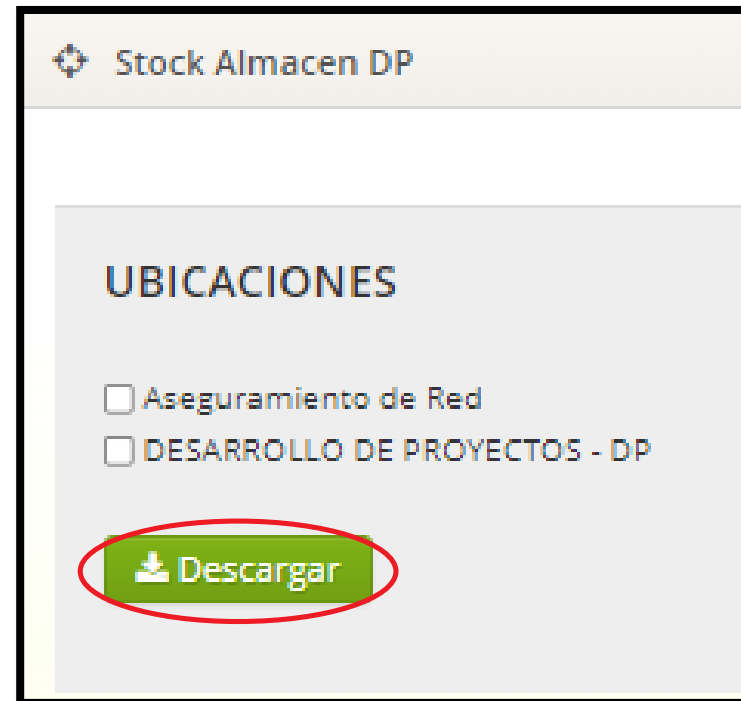 Stock Almacen DP
UBICACIONES
Aseguramiento de Red
DESARROLLO DE PROYECTOS - DP
Descargar